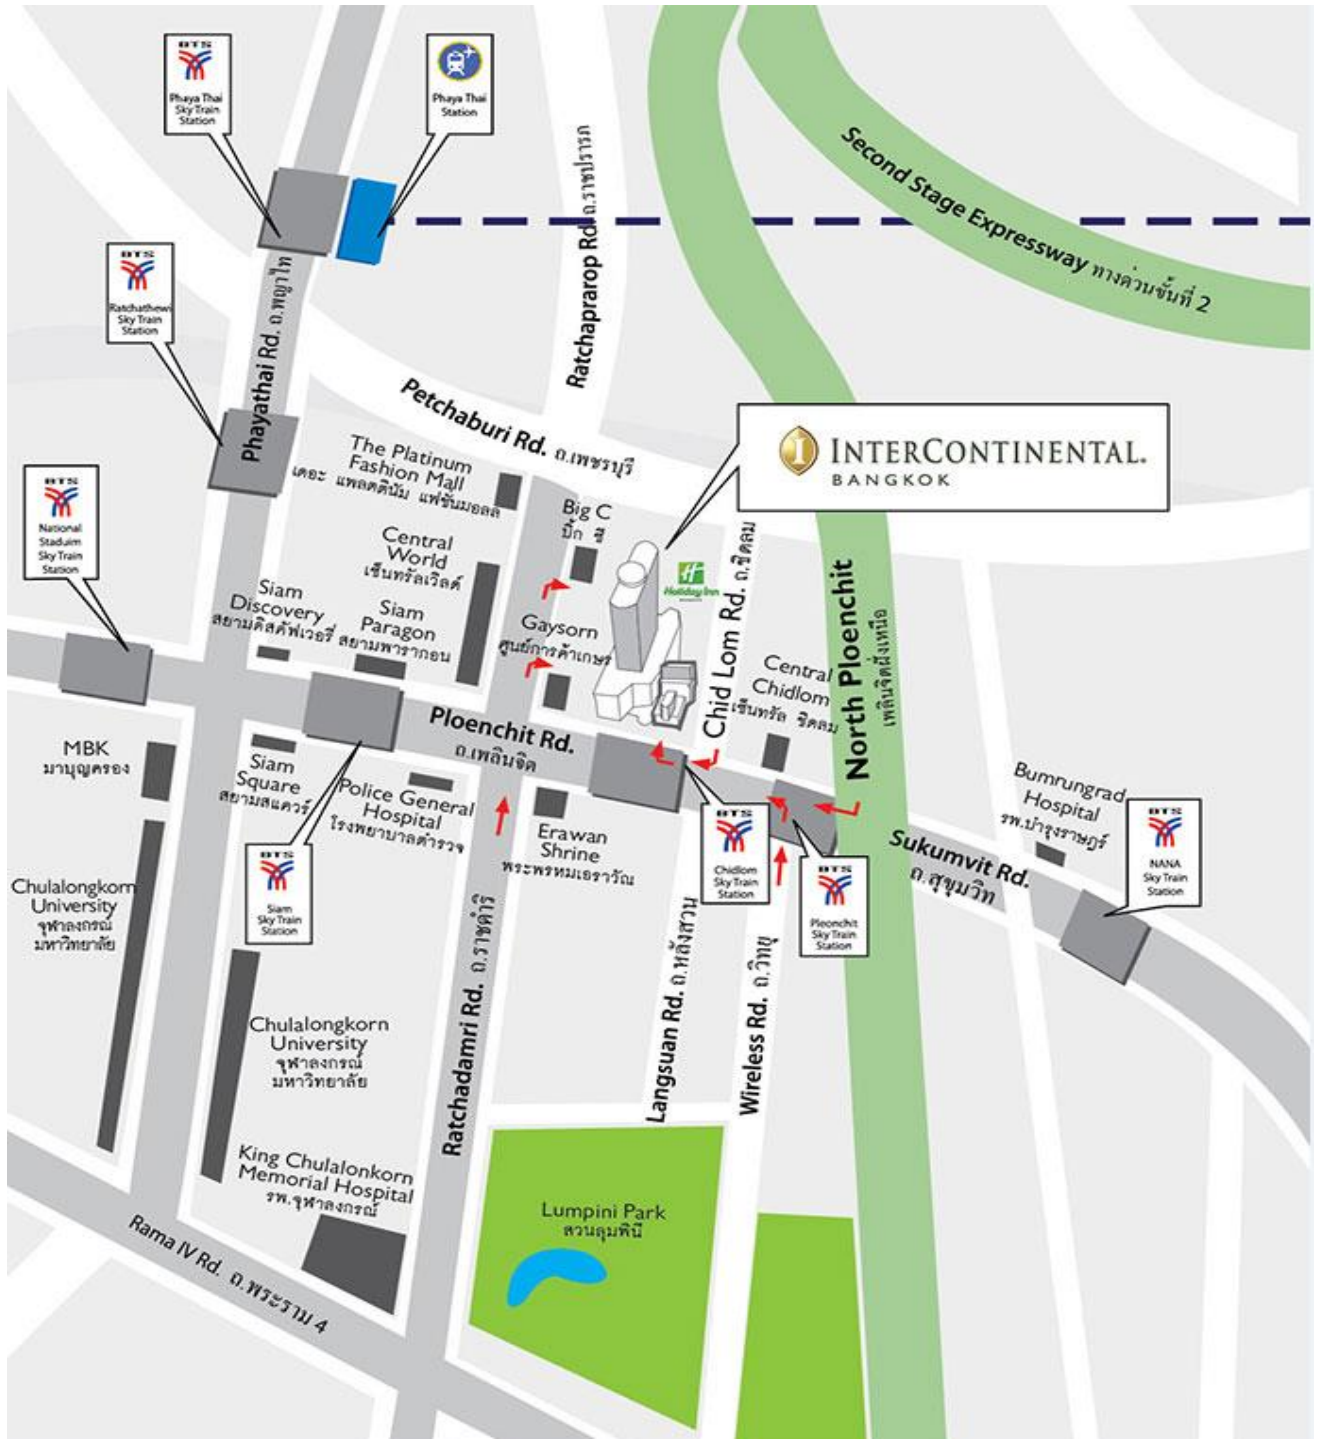 BTS
Phaya Thai
Sky Train
Station
Phaya Thai
Station
Second Stage Expressway ทางด่วนขั้นที่ 2
Ratchaprarop Rd. ถ.ราชปรารภ
BTS
Ratchathewi
Sky Train
Station
Phayathai Rd. ถ.พญาไท
Petchaburi Rd. ถ.เพชรบุรี
INTERCONTINENTAL.
BANGKOK
The Platinum
Fashion Mall
เดอะ แพลตตินัม แฟชั่นมอลล์
BTS
National
Staduim
Sky Train
Station
Big C
บิ๊ก ซี
Central
World
เซ็นทรัลเวิลด์
Holiday Inn
Chid Lom Rd. ถ.ชิดลม
North Ploenchit
เพลินจิตฝั่งเหนือ
Siam
Discovery
สยามดิสคัฟเวอรี่
Siam
Paragon
สยามพารากอน
Gaysorn
ศูนย์การค้าเกษร
Central
Chidlom
เซ็นทรัล ชิดลม
Ploenchit Rd.
ถ.เพลินจิต
MBK
มาบุญครอง
Siam
Square
สยามสแควร์
Police General
Hospital
โรงพยาบาลตำรวจ
Erawan
Shrine
พระพรหมเอราวัณ
Bumrungrad
Hospital
รพ.บำรุงราษฎร์
BTS
NANA
Sky Train
Station
Sukumvit Rd.
ถ.สุขุมวิท
BTS
Chidlom
Sky Train
Station
BTS
Pleonchit
Sky Train
Station
BTS
Siam
Sky Train
Station
Chulalongkorn
University
จุฬาลงกรณ์
มหาวิทยาลัย
Ratchadamri Rd. ถ.ราชดำริ
Langsuan Rd. ถ.หลังสวน
Wireless Rd. ถ.วิทยุ
Chulalongkorn
University
จุฬาลงกรณ์
มหาวิทยาลัย
King Chulalonkorn
Memorial Hospital
รพ.จุฬาลงกรณ์
Lumpini Park
สวนลุมพินี
Rama IV Rd. ถ.พระราม 4